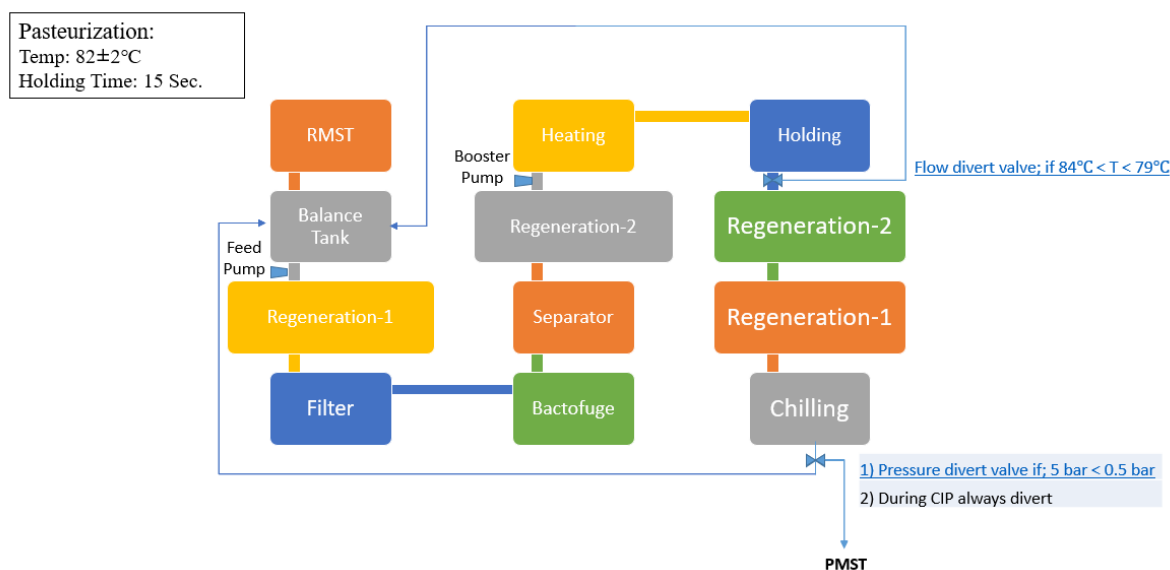 Pasteurization:
Temp: 82±2°C
Holding Time: 15 Sec.
RMST
Heating
Holding
Booster
Pump
Flow divert valve; if 84℃ < T < 79℃
Balance
Tank
Regeneration-2
Regeneration-2
Feed
Pump
Regeneration-1
Separator
Regeneration-1
Filter
Bactofuge
Chilling
1) Pressure divert valve if; 5 bar < 0.5 bar
2) During CIP always divert
PMST